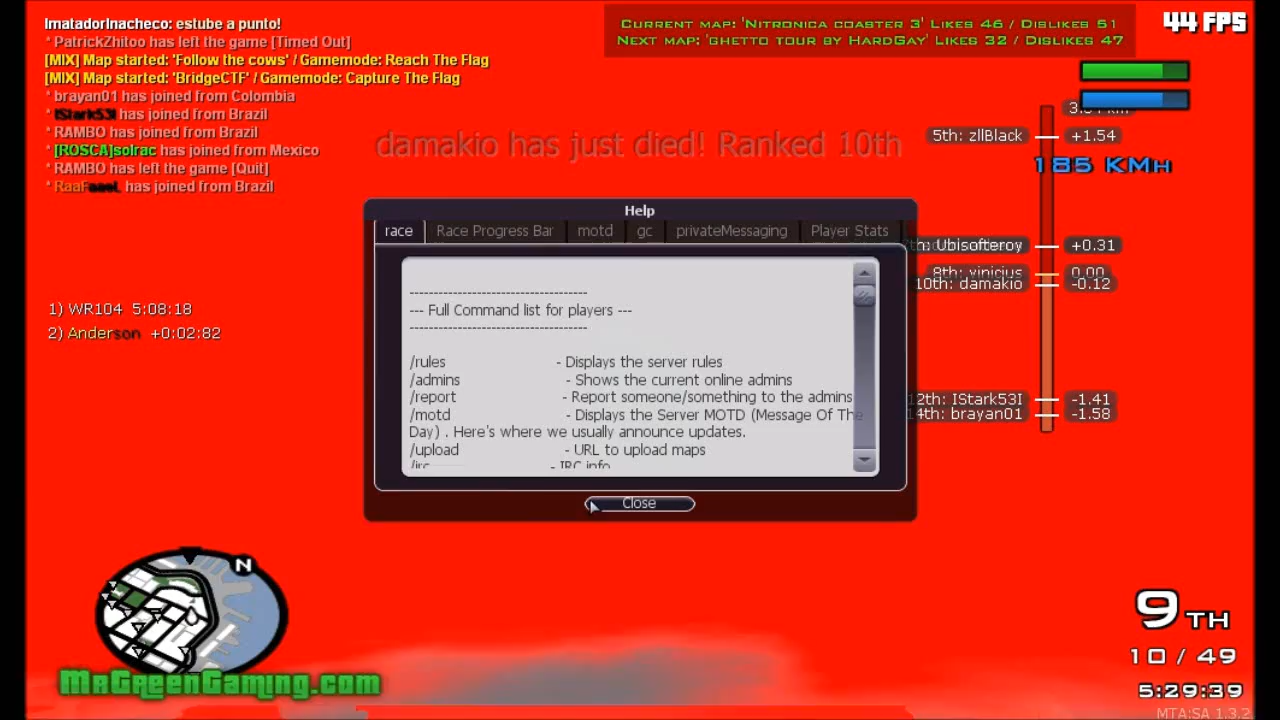 lmatadorlnacheco: estube a punto!
* PatrickZhitoo has left the game [Timed Out]
[MIX] Map started: 'Follow the cows' / Gamemode: Reach The Flag
[MIX] Map started: 'BridgeCTF' / Gamemode: Capture The Flag
* brayan01 has joined from Colombia
* IStark53I has joined from Brazil
* RAMBO has joined from Brazil
* [ROSCA]solrac has joined from Mexico
* RAMBO has left the game [Quit]
* RaaFaaeL has joined from Brazil
Current map: 'Nitronica coaster 3' Likes 46 / Dislikes 51
Next map: 'ghetto tour by HardGay' Likes 32 / Dislikes 47
44 FPS
damakio has just died! Ranked 10th
5th: zllBlack +1.54
185 KMh
Ubisofteroy +0.31
8th: vinicius 0.00
10th: damakio -0.12
12th: IStark53I -1.41
14th: brayan01 -1.58
1) WR104 5:08:18
2) Anderson +0:02:82
Help
race Race Progress Bar motd gc privateMessaging Player Stats
------------------------------------
--- Full Command list for players ---
------------------------------------
/rules - Displays the server rules
/admins - Shows the current online admins
/report - Report someone/something to the admins
/motd - Displays the Server MOTD (Message Of The
Day) . Here's where we usually announce updates.
/upload - URL to upload maps
/irc - IRC info
Close
N
MrGreenGaming.com
9th
10 / 49
5:29:39
MTA:SA 1.3.2